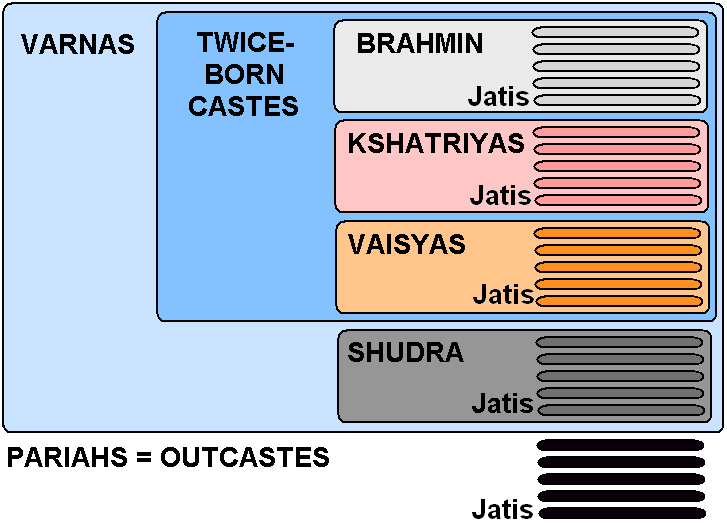 VARNAS
TWICE-
BORN
CASTES
BRAHMIN
Jatis
KSHATRIYAS
Jatis
VAISYAS
Jatis
SHUDRA
Jatis
PARIAHS = OUTCASTES
Jatis